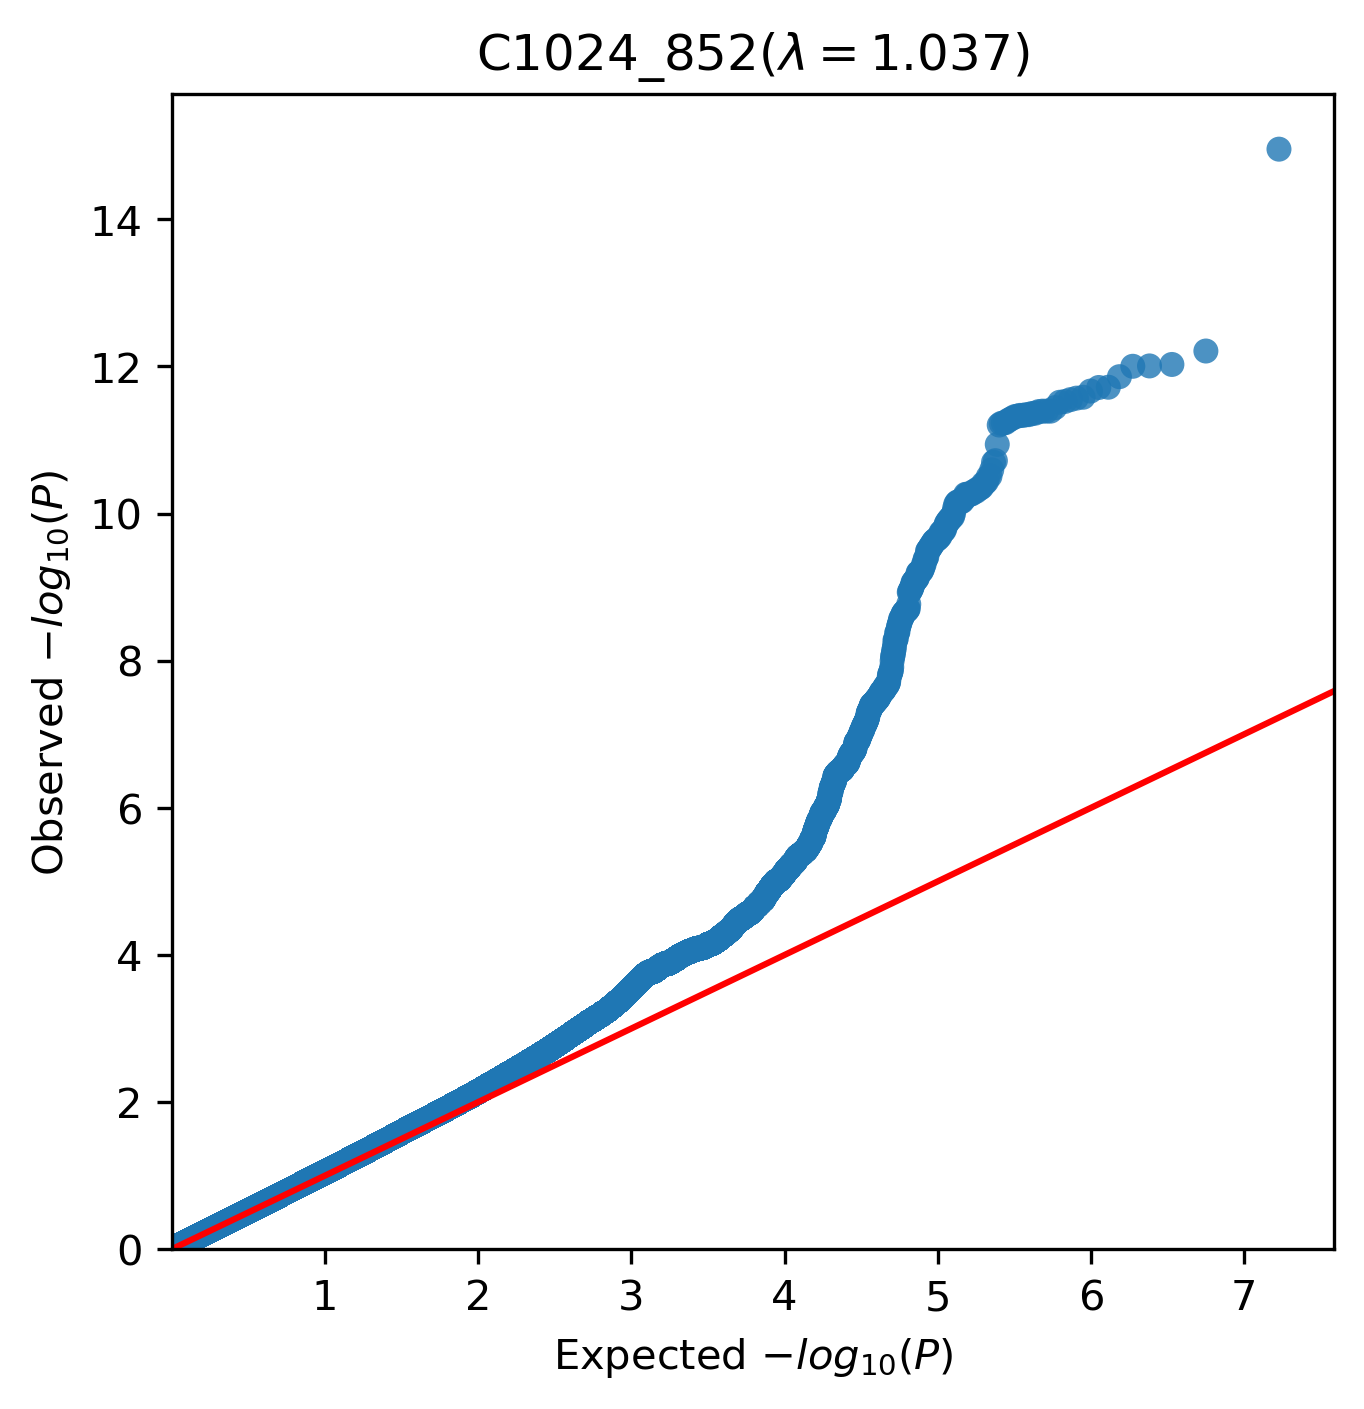 C1024_852(λ = 1.037)
14
12
10
8
6
4
2
0
Observed −log₁₀(P)
1 2 3 4 5 6 7
Expected −log₁₀(P)